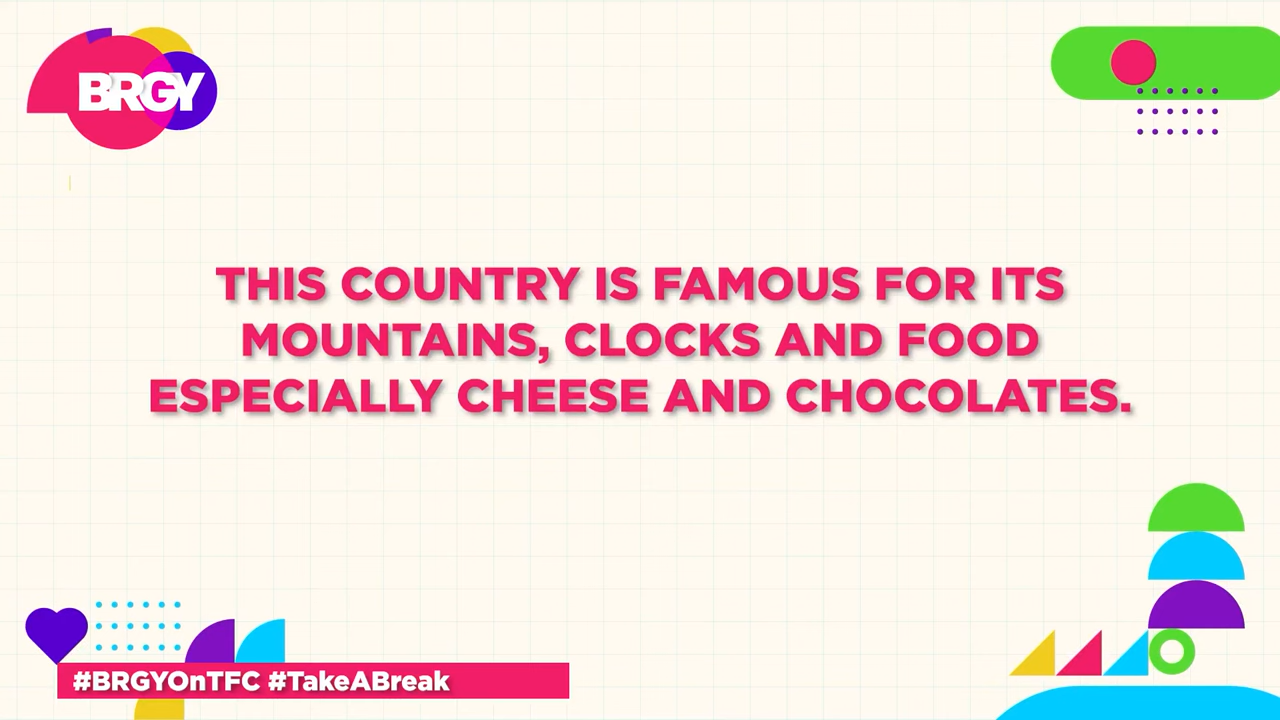 BRGY
THIS COUNTRY IS FAMOUS FOR ITS
MOUNTAINS, CLOCKS AND FOOD
ESPECIALLY CHEESE AND CHOCOLATES.
#BRGYOnTFC #TakeABreak